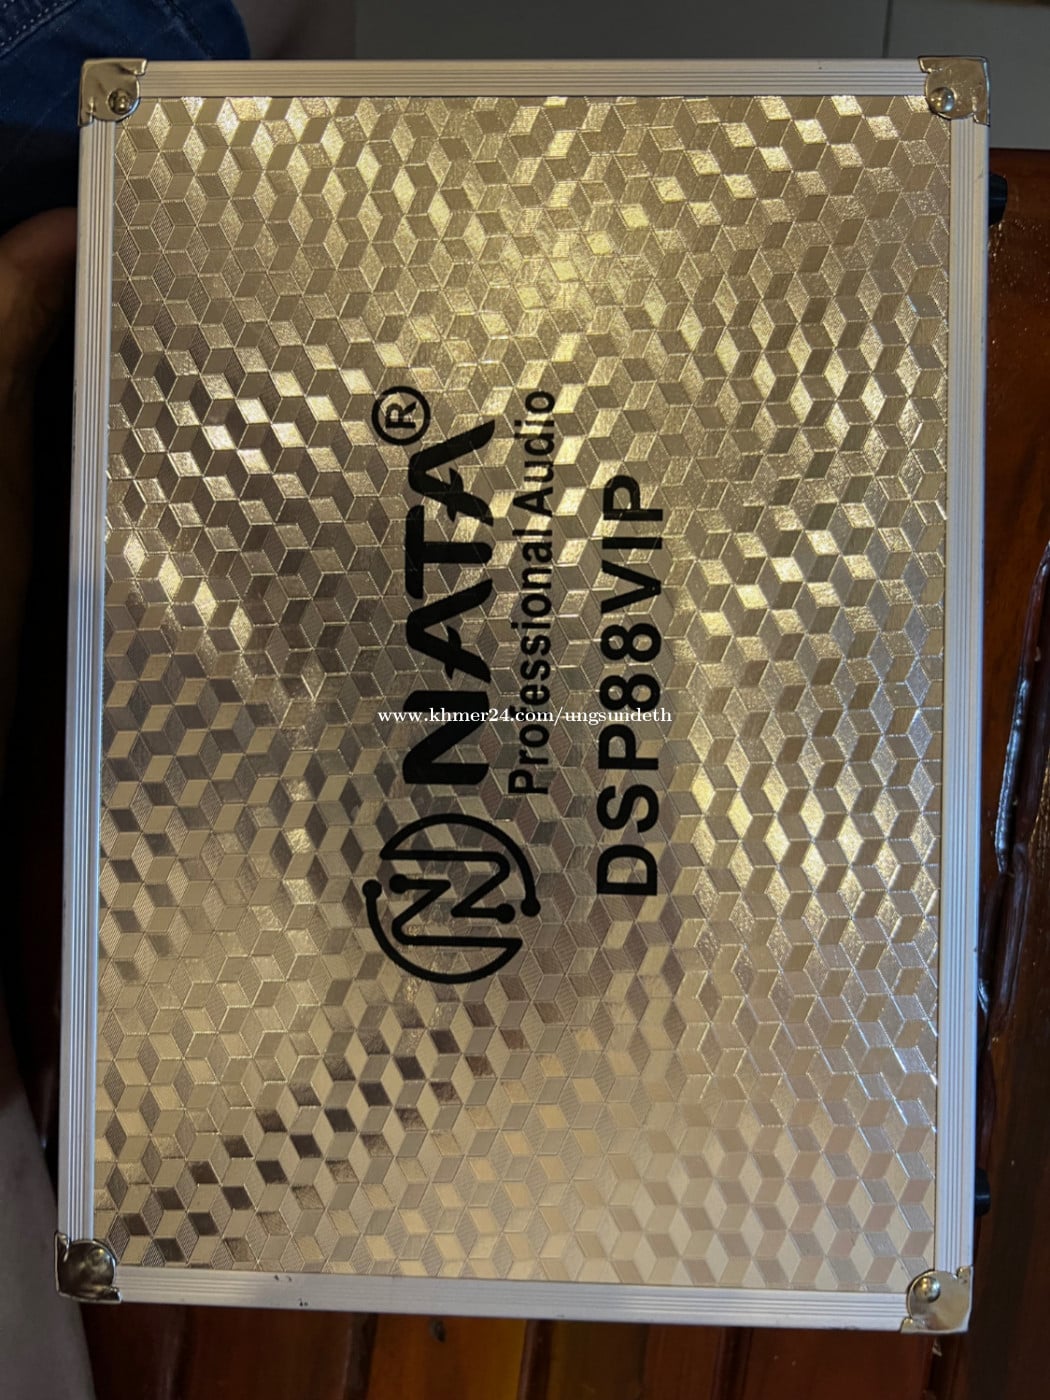 NATA®
Professional Audio
DSP88VIP
www.khmer24.com/ungsundeth